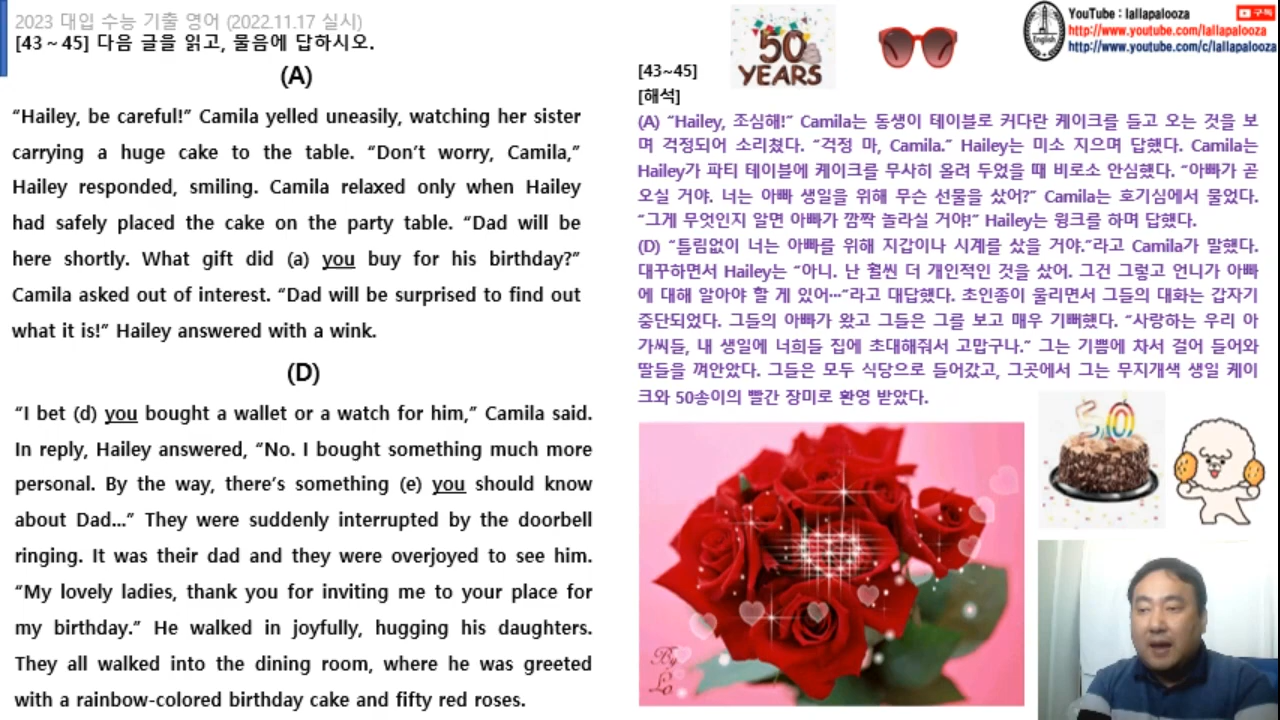 2023 대입 수능 기출 영어 (2022.11.17 실시)
[43 ~ 45] 다음 글을 읽고, 물음에 답하시오.
(A)
“Hailey, be careful!” Camila yelled uneasily, watching her sister
carrying a huge cake to the table. “Don’t worry, Camila,”
Hailey responded, smiling. Camila relaxed only when Hailey
had safely placed the cake on the party table. “Dad will be
here shortly. What gift did (a) you buy for his birthday?”
Camila asked out of interest. “Dad will be surprised to find out
what it is!” Hailey answered with a wink.
(D)
“I bet (d) you bought a wallet or a watch for him,” Camila said.
In reply, Hailey answered, “No. I bought something much more
personal. By the way, there’s something (e) you should know
about Dad...” They were suddenly interrupted by the doorbell
ringing. It was their dad and they were overjoyed to see him.
“My lovely ladies, thank you for inviting me to your place for
my birthday.” He walked in joyfully, hugging his daughters.
They all walked into the dining room, where he was greeted
with a rainbow-colored birthday cake and fifty red roses.
50
YEARS
English
YouTube : lallapalooza
구독
http://www.youtube.com/lallapalooza
http://www.youtube.com/c/lallapalooza
[43~45]
[해석]
(A) “Hailey, 조심해!” Camila는 동생이 테이블로 커다란 케이크를 들고 오는 것을 보
며 걱정되어 소리쳤다. “걱정 마, Camila.” Hailey는 미소 지으며 답했다. Camila는
Hailey가 파티 테이블에 케이크를 무사히 올려 두었을 때 비로소 안심했다. “아빠가 곧
오실 거야. 너는 아빠 생일을 위해 무슨 선물을 샀어?” Camila는 호기심에서 물었다.
“그게 무엇인지 알면 아빠가 깜짝 놀라실 거야!” Hailey는 윙크를 하며 답했다.
(D) “틀림없이 너는 아빠를 위해 지갑이나 시계를 샀을 거야.”라고 Camila가 말했다.
대꾸하면서 Hailey는 “아니. 난 훨씬 더 개인적인 것을 샀어. 그건 그렇고 언니가 아빠
에 대해 알아야 할 게 있어…”라고 대답했다. 초인종이 울리면서 그들의 대화는 갑자기
중단되었다. 그들의 아빠가 왔고 그들은 그를 보고 매우 기뻐했다. “사랑하는 우리 아
가씨들, 내 생일에 너희들 집에 초대해줘서 고맙구나.” 그는 기쁨에 차서 걸어 들어와
딸들을 껴안았다. 그들은 모두 식당으로 들어갔고, 그곳에서 그는 무지개색 생일 케이
크와 50송이의 빨간 장미로 환영 받았다.
50
By
Lo